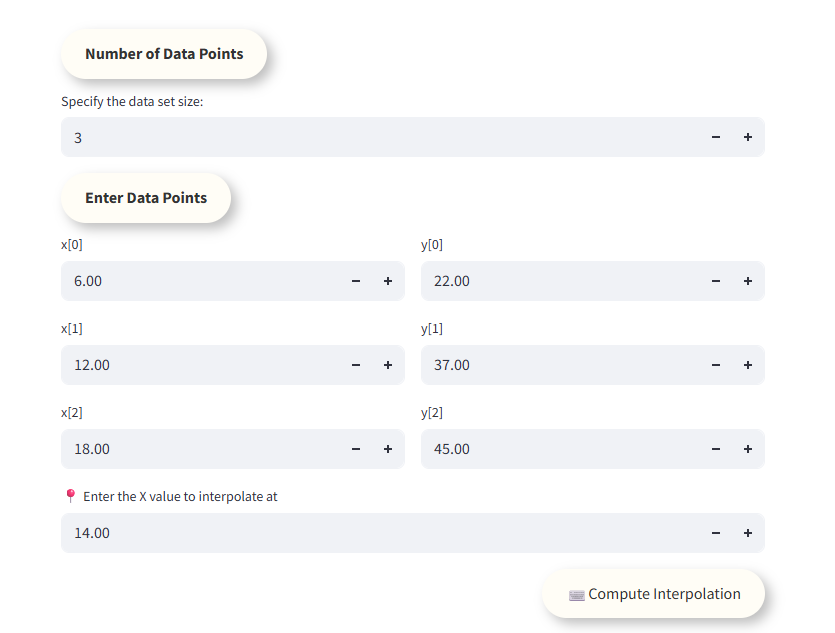 Number of Data Points
Specify the data set size:
3 − +
Enter Data Points
x[0] y[0]
6.00 − + 22.00 − +
x[1] y[1]
12.00 − + 37.00 − +
x[2] y[2]
18.00 − + 45.00 − +
📍 Enter the X value to interpolate at
14.00 − +
⌨️ Compute Interpolation